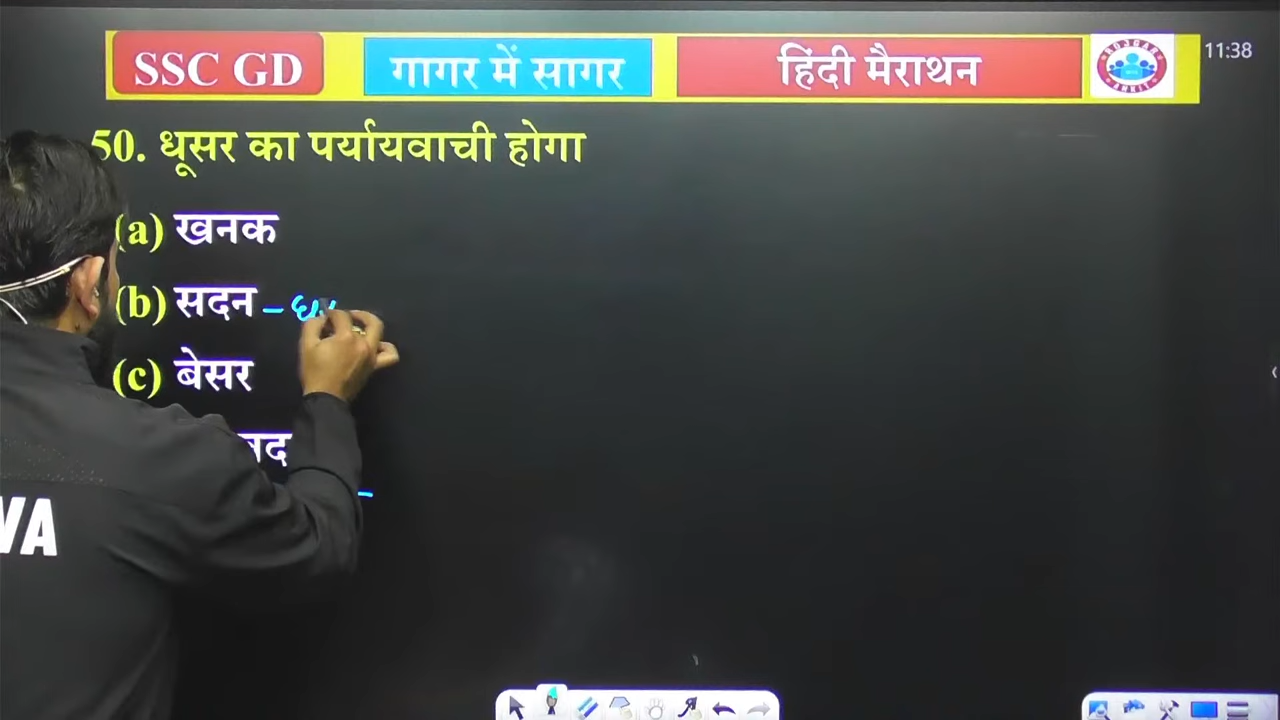 SSC GD
गागर में सागर
हिंदी मैराथन
11:38
50. धूसर का पर्यायवाची होगा
(a) खनक
(b) सदन –
(c) बेसर
VA